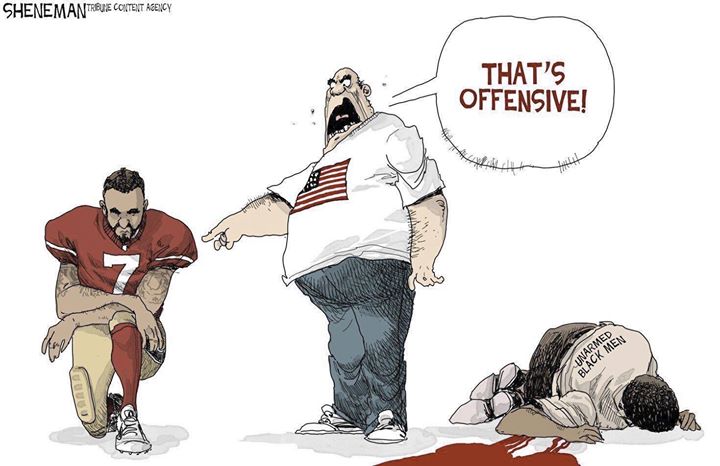 SHENEMAN TRIBUNE CONTENT AGENCY
THAT'S
OFFENSIVE!
7
UNARMED
BLACK MEN